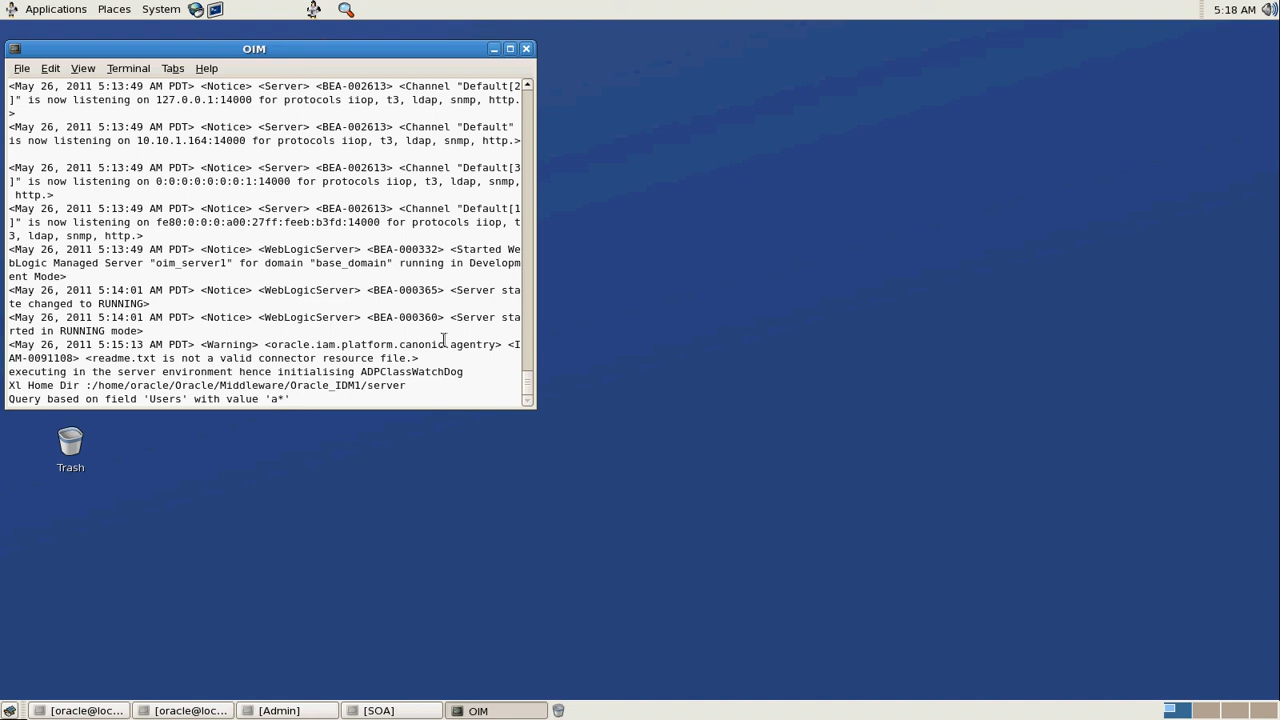 Applications Places System 5:18 AM
OIM
File Edit View Terminal Tabs Help
<May 26, 2011 5:13:49 AM PDT> <Notice> <Server> <BEA-002613> <Channel "Default[2
]" is now listening on 127.0.0.1:14000 for protocols iiop, t3, ldap, snmp, http.
>
<May 26, 2011 5:13:49 AM PDT> <Notice> <Server> <BEA-002613> <Channel "Default"
is now listening on 10.10.1.164:14000 for protocols iiop, t3, ldap, snmp, http.>
<May 26, 2011 5:13:49 AM PDT> <Notice> <Server> <BEA-002613> <Channel "Default[3
]" is now listening on 0:0:0:0:0:0:0:1:14000 for protocols iiop, t3, ldap, snmp,
http.>
<May 26, 2011 5:13:49 AM PDT> <Notice> <Server> <BEA-002613> <Channel "Default[1
]" is now listening on fe80:0:0:0:a00:27ff:feeb:b3fd:14000 for protocols iiop, t
3, ldap, snmp, http.>
<May 26, 2011 5:13:49 AM PDT> <Notice> <WebLogicServer> <BEA-000332> <Started We
bLogic Managed Server "oim_server1" for domain "base_domain" running in Developm
ent Mode>
<May 26, 2011 5:14:01 AM PDT> <Notice> <WebLogicServer> <BEA-000365> <Server sta
te changed to RUNNING>
<May 26, 2011 5:14:01 AM PDT> <Notice> <WebLogicServer> <BEA-000360> <Server sta
rted in RUNNING mode>
<May 26, 2011 5:15:13 AM PDT> <Warning> <oracle.iam.platform.canonic.agentry> <I
AM-0091108> <readme.txt is not a valid connector resource file.>
executing in the server environment hence initialising ADPClassWatchDog
Xl Home Dir :/home/oracle/Oracle/Middleware/Oracle_IDM1/server
Query based on field 'Users' with value 'a*'
Trash
[oracle@loc... [oracle@loc... [Admin] [SOA] OIM